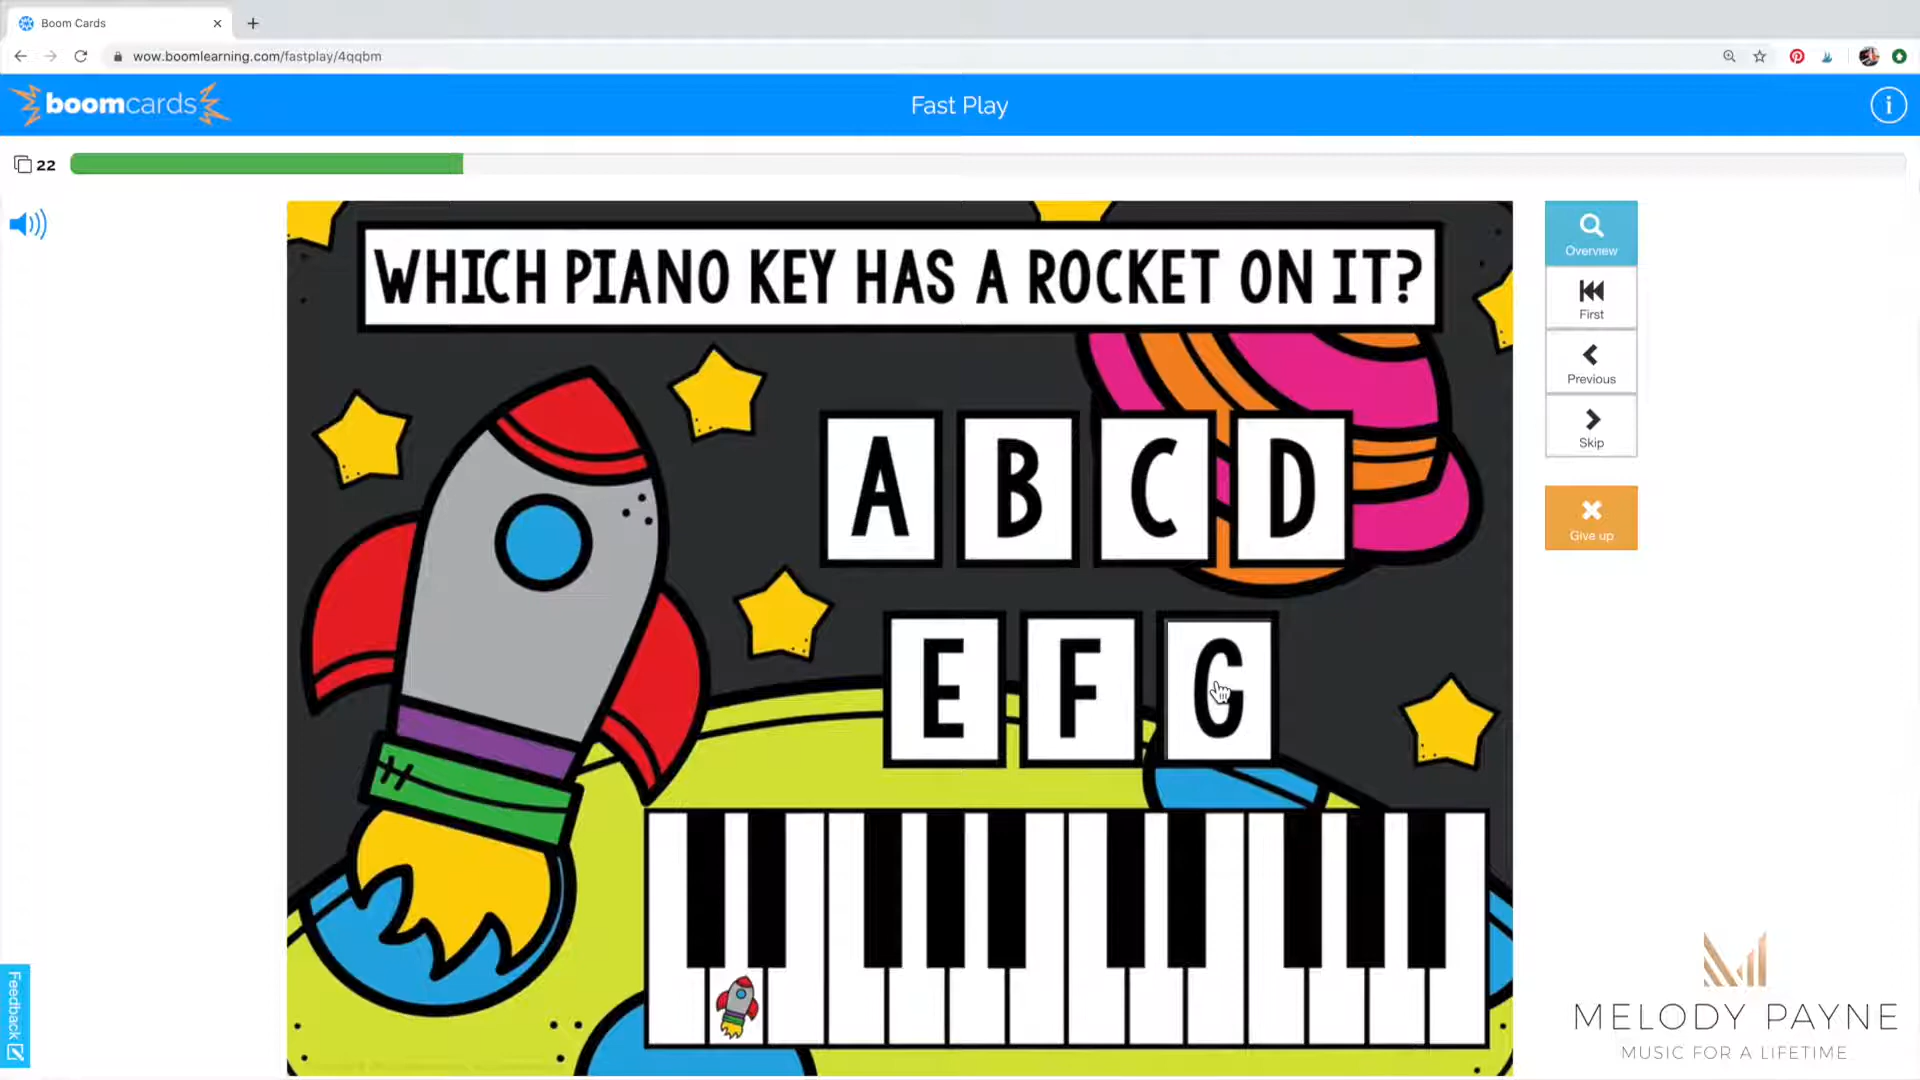 Boom Cards
wow.boomlearning.com/fastplay/4qqbm
boomcards
Fast Play
i
22
WHICH PIANO KEY HAS A ROCKET ON IT?
Overview
First
Previous
Skip
Give up
A B C D
E F G
Feedback
MELODY PAYNE
MUSIC FOR A LIFETIME